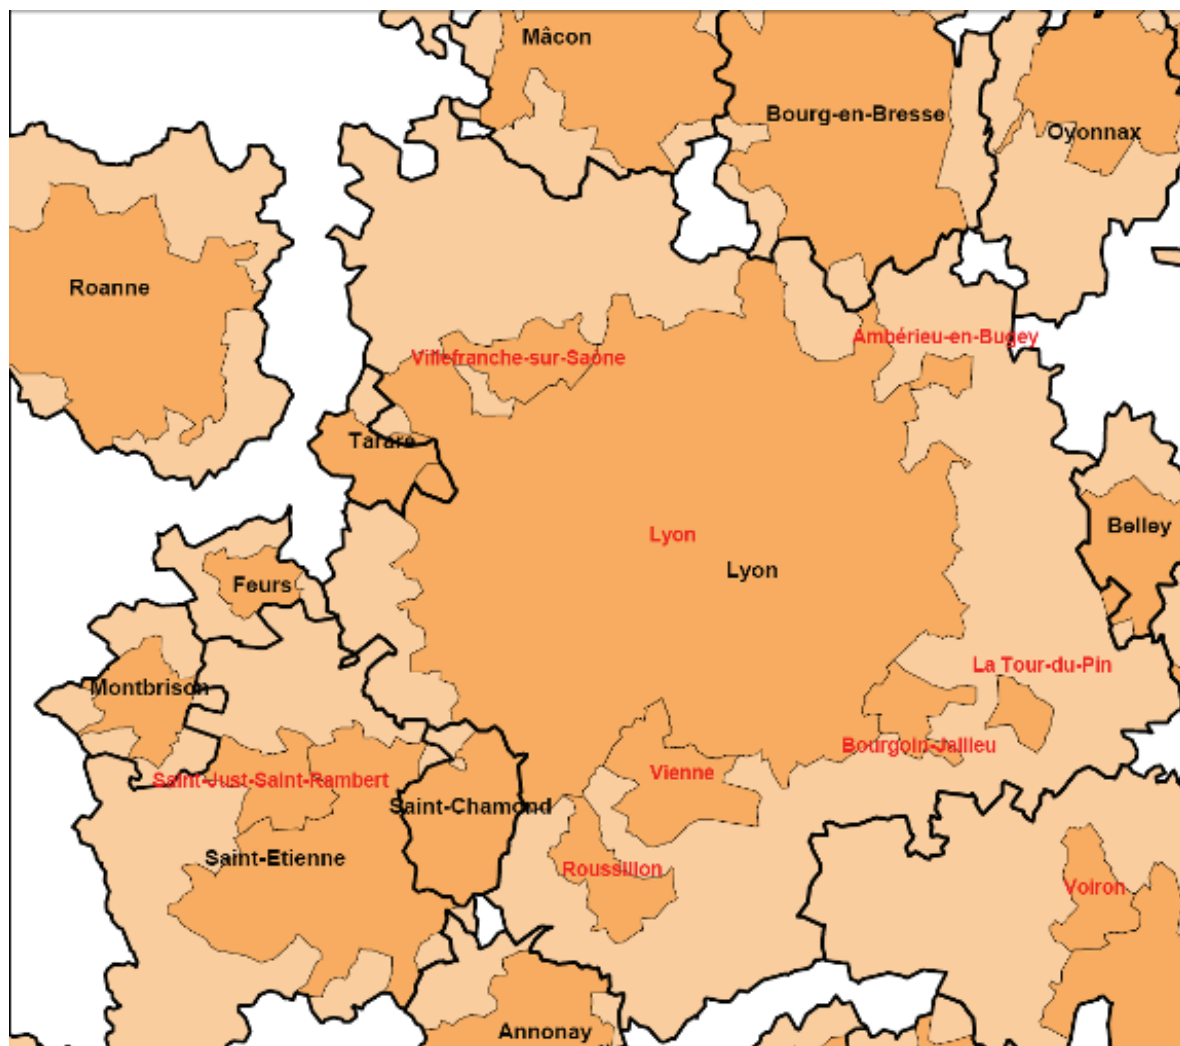 Mâcon
Bourg-en-Bresse
Oyonnax
Roanne
Ambérieu-en-Bugey
Villefranche-sur-Saône
Tarare
Belley
Lyon
Lyon
Feurs
La Tour-du-Pin
Montbrison
Bourgoin-Jallieu
Vienne
Saint-Just-Saint-Rambert
Saint-Chamond
Saint-Etienne
Roussillon
Voiron
Annonay